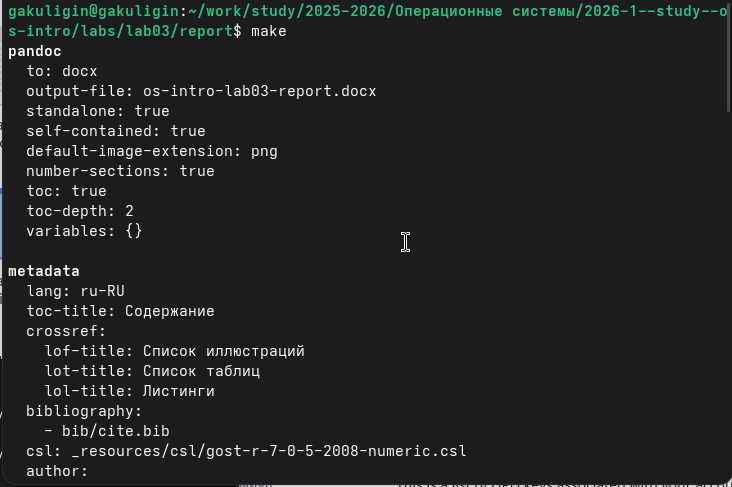 gakuligin@gakuligin:~/work/study/2025-2026/Операционные системы/2026-1--study--o
s-intro/labs/lab03/report$ make
pandoc
  to: docx
  output-file: os-intro-lab03-report.docx
  standalone: true
  self-contained: true
  default-image-extension: png
  number-sections: true
  toc: true
  toc-depth: 2
  variables: {}

metadata
  lang: ru-RU
  toc-title: Содержание
  crossref:
    lof-title: Список иллюстраций
    lot-title: Список таблиц
    lol-title: Листинги
  bibliography:
    - bib/cite.bib
  csl: _resources/csl/gost-r-7-0-5-2008-numeric.csl
  author: